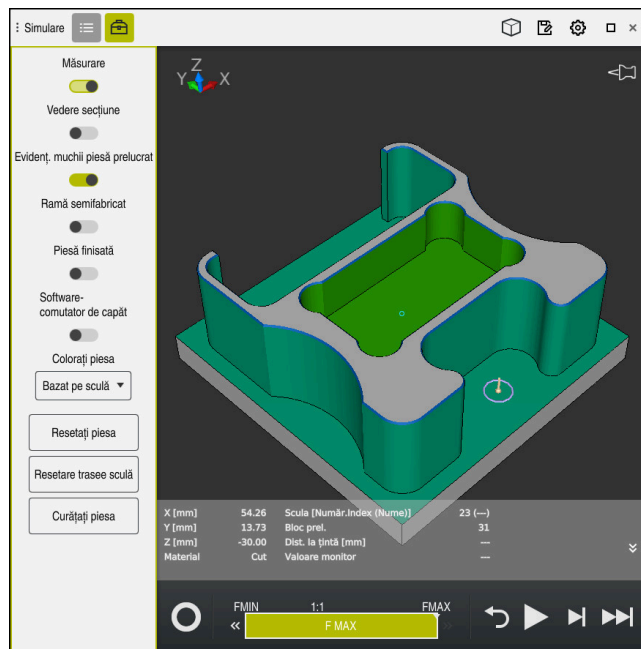 Simulare
Măsurare
Z
Y X
Vedere secțiune
Evidenț. muchii piesă prelucrat
Ramă semifabricat
Piesă finisată
Software-
comutator de capăt
Colorați piesa
Bazat pe sculă
Resetați piesa
Resetare trasee sculă
Curățați piesa
X [mm] 54.26 Scula [Număr.Index (Nume)] 23 (---)
Y [mm] 13.73 Bloc prel. 31
Z [mm] -30.00 Dist. la țintă [mm] ---
Material Cut Valoare monitor ---
FMIN 1:1 FMAX
F MAX